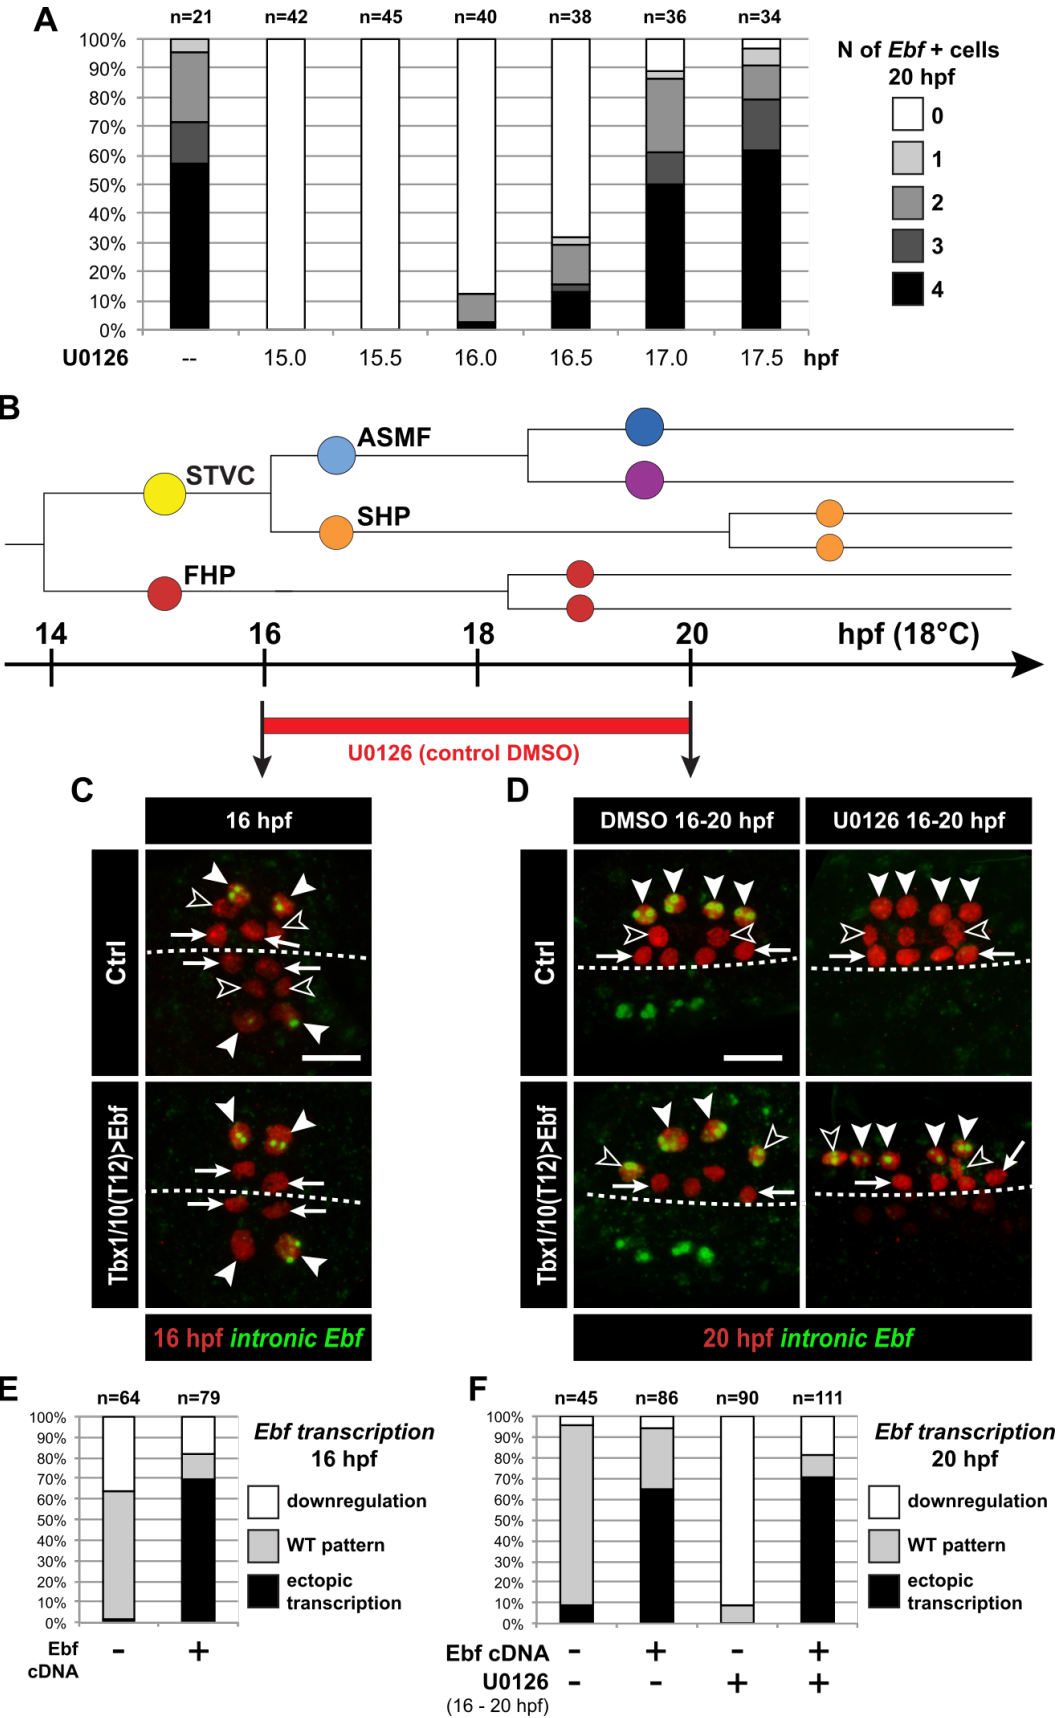 A
n=21 n=42 n=45 n=40 n=38 n=36 n=34
100%
90%
80%
70%
60%
50%
40%
30%
20%
10%
0%
U0126 -- 15.0 15.5 16.0 16.5 17.0 17.5 hpf
N of Ebf + cells
20 hpf
0
1
2
3
4
B
ASMF
STVC
SHP
FHP
14 16 18 20 hpf (18°C)
U0126 (control DMSO)
C
16 hpf
Ctrl
Tbx1/10(T12)>Ebf
16 hpf intronic Ebf
D
DMSO 16-20 hpf U0126 16-20 hpf
Ctrl
Tbx1/10(T12)>Ebf
20 hpf intronic Ebf
E
n=64 n=79
100%
90%
80%
70%
60%
50%
40%
30%
20%
10%
0%
Ebf
cDNA
- +
Ebf transcription
16 hpf
downregulation
WT pattern
ectopic
transcription
F
n=45 n=86 n=90 n=111
100%
90%
80%
70%
60%
50%
40%
30%
20%
10%
0%
Ebf cDNA - + - +
U0126 - - + +
(16 - 20 hpf)
Ebf transcription
20 hpf
downregulation
WT pattern
ectopic
transcription